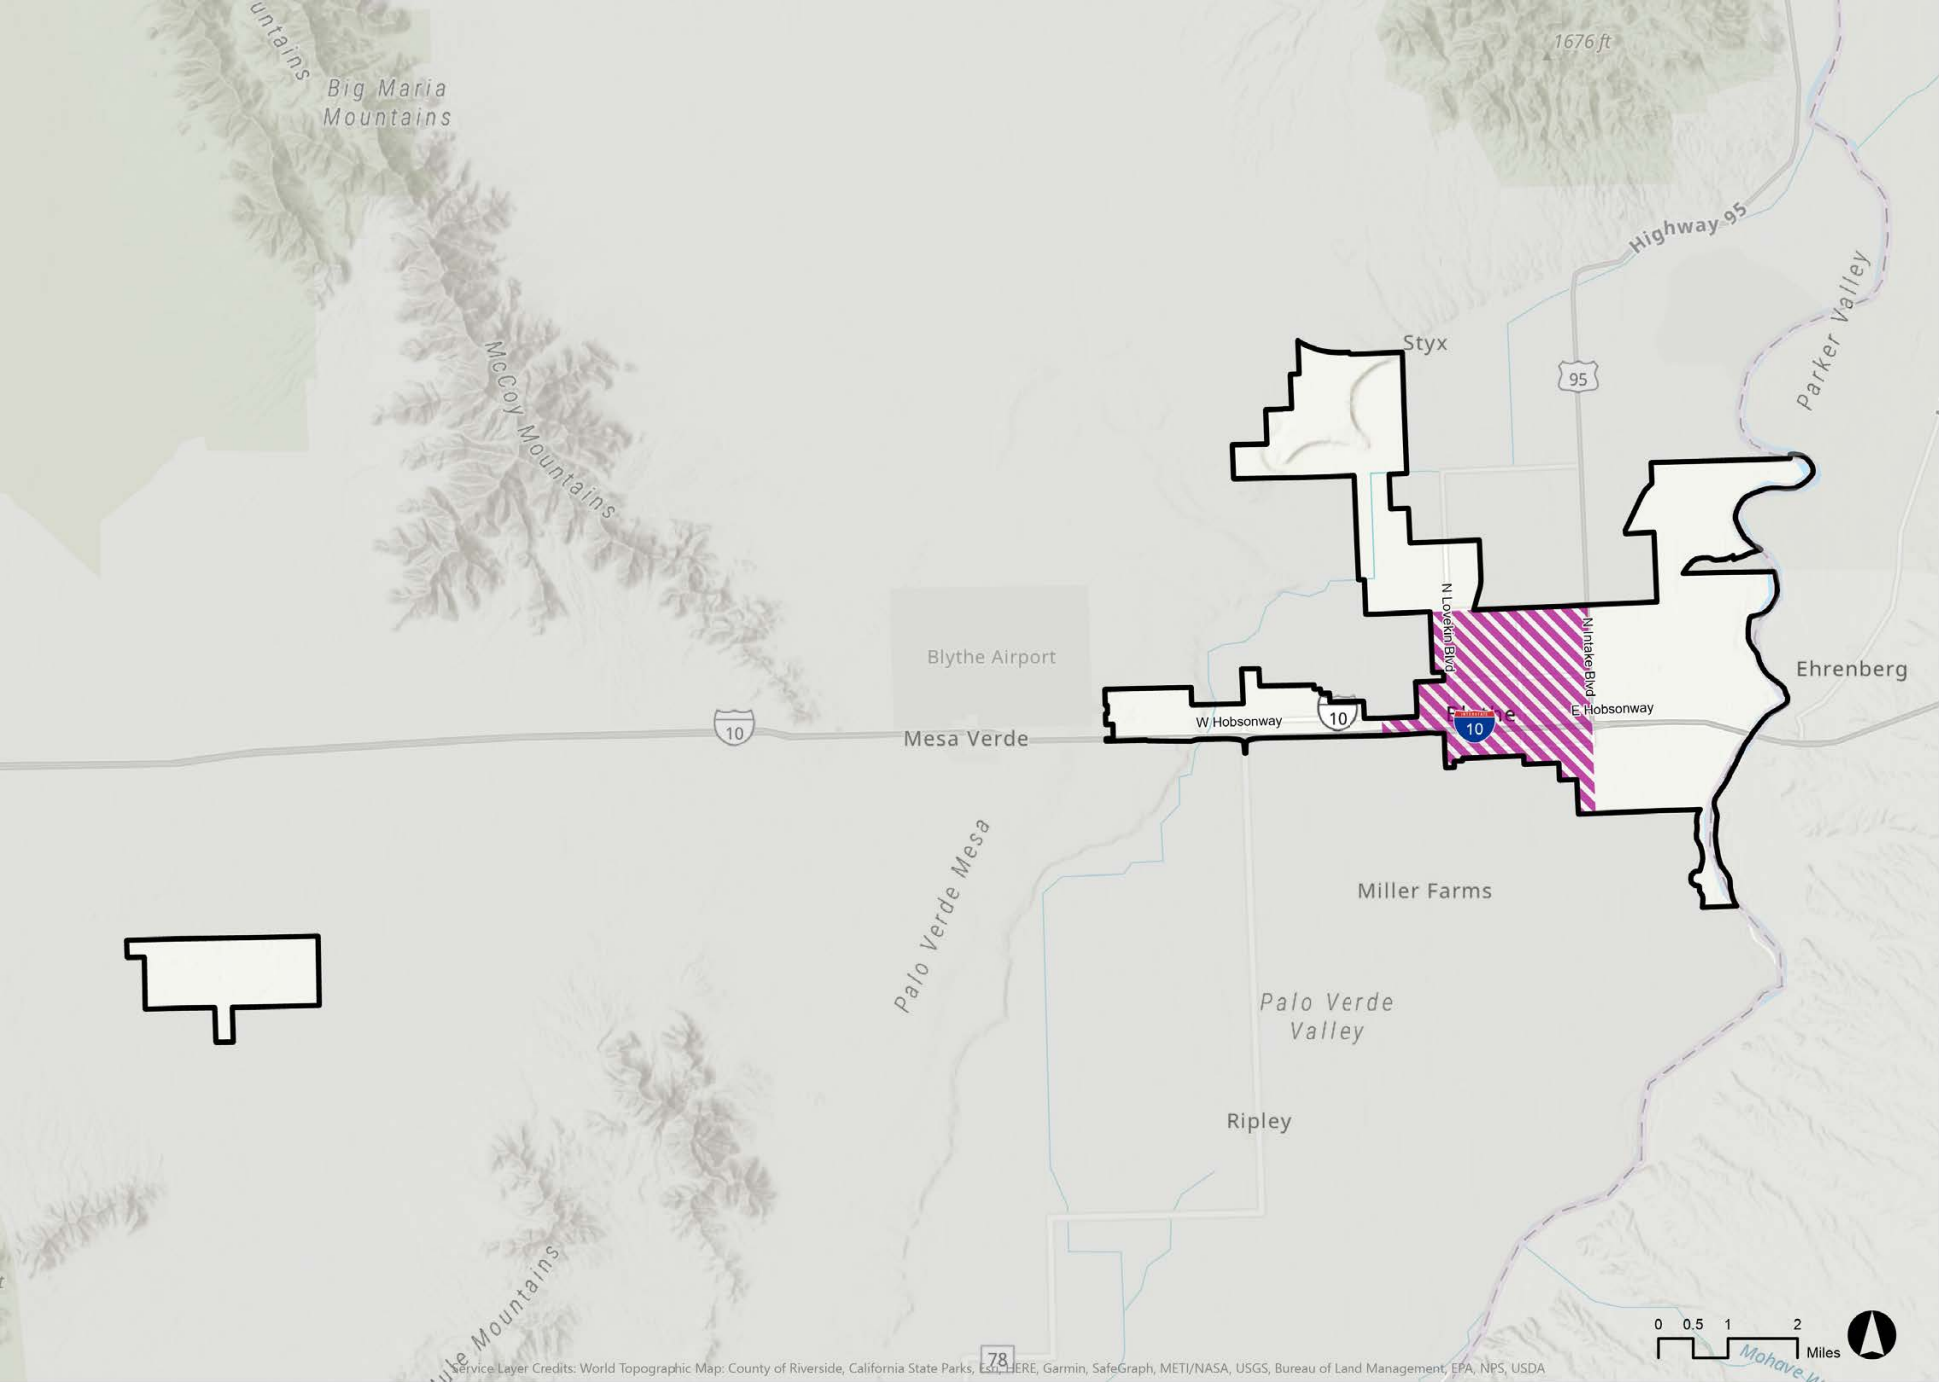 untains
1676 ft
Big Maria
Mountains
Highway 95
Parker Valley
Styx
McCoy Mountains
95
N Lovekin Blvd
N Intake Blvd
Blythe Airport
Ehrenberg
E Hobsonway
W Hobsonway
10
10
10
Mesa Verde
Palo Verde Mesa
Miller Farms
Palo Verde
Valley
Ripley
ule Mountains
78
0 0.5 1 2
Miles
Mohave W
Service Layer Credits: World Topographic Map: County of Riverside, California State Parks, Esri, HERE, Garmin, SafeGraph, METI/NASA, USGS, Bureau of Land Management, EPA, NPS, USDA